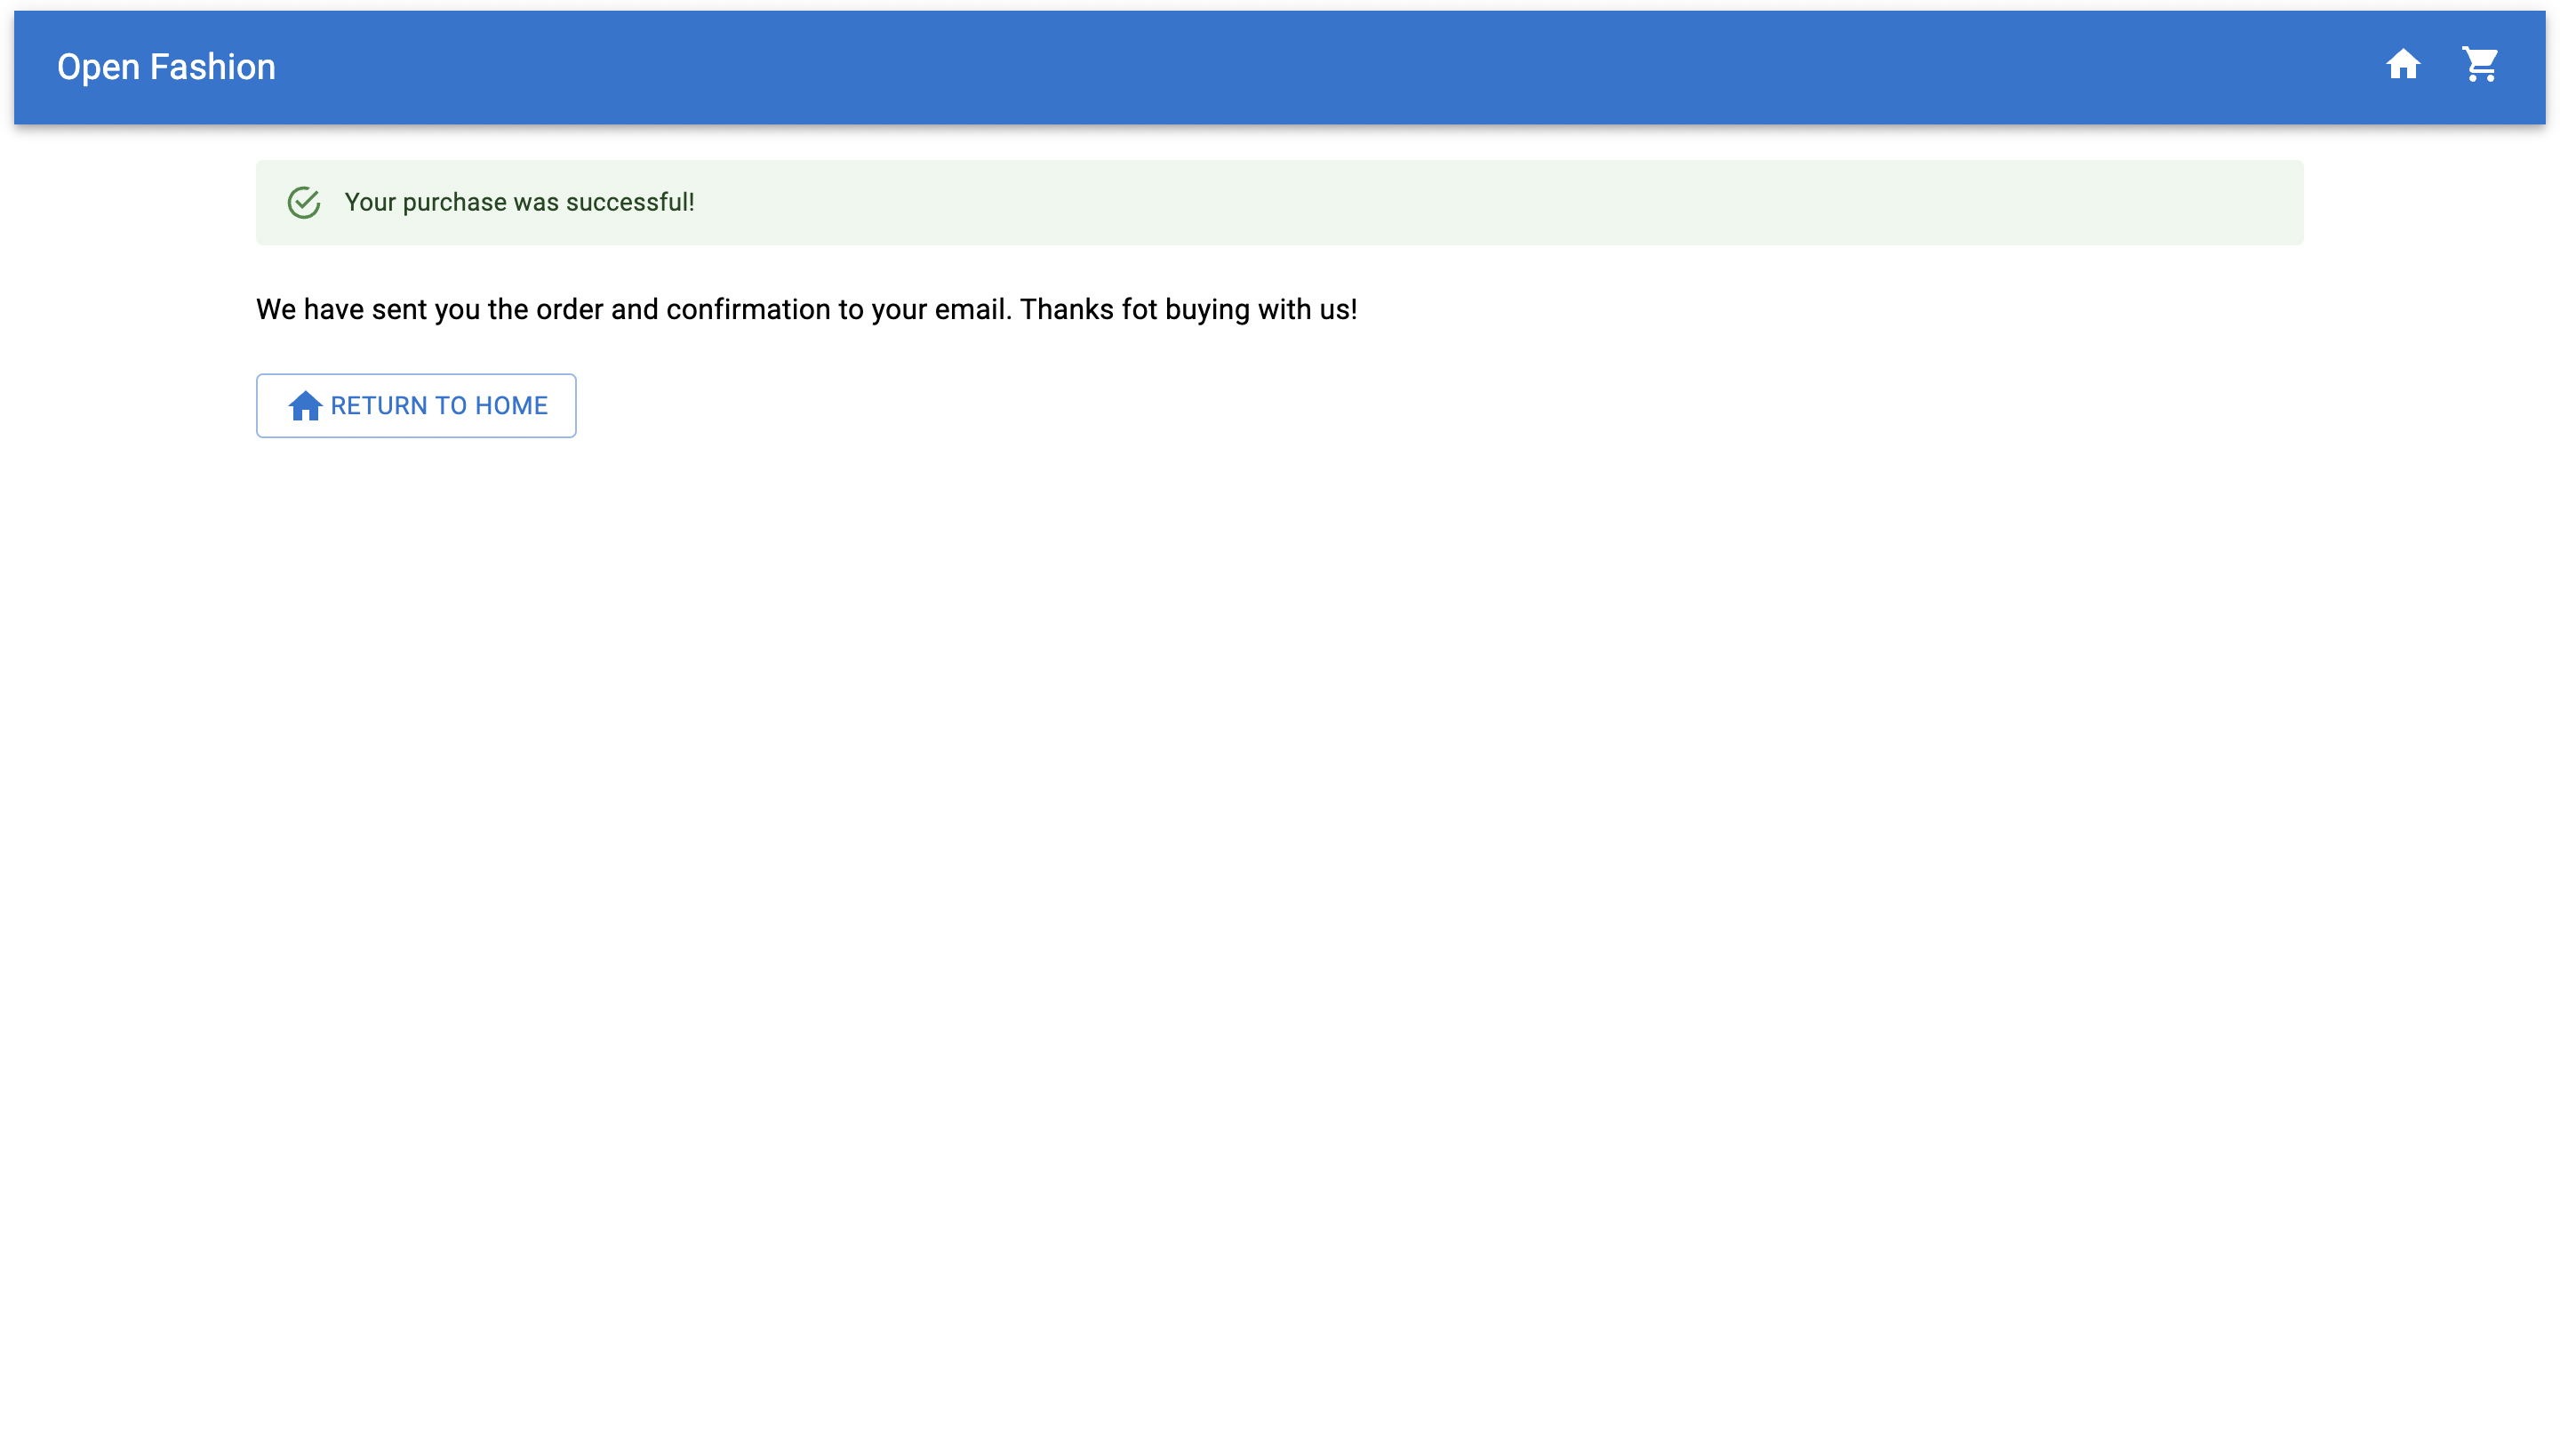 Open Fashion
Your purchase was successful!
We have sent you the order and confirmation to your email. Thanks fot buying with us!
RETURN TO HOME